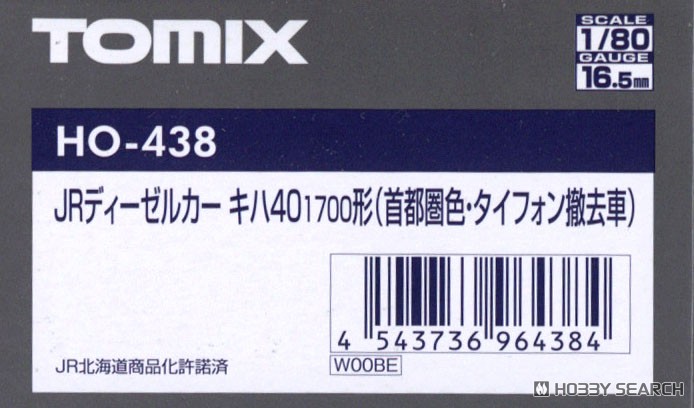 TOMIX
SCALE
1/80
GAUGE
16.5mm
HO-438
JRディーゼルカー キハ40 1700形(首都圏色・タイフォン撤去車)
4 543736 964384
JR北海道商品化許諾済
W00BE
HOBBY SEARCH